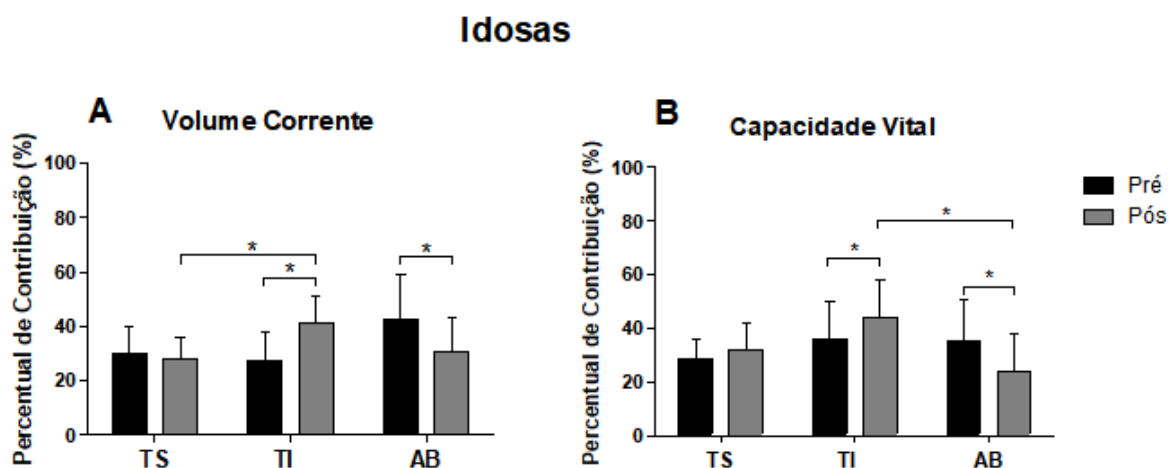 Idosas
A
Volume Corrente
Percentual de Contribuição (%)
100
80
60
40
20
0
*
*
*
TS
TI
AB
B
Capacidade Vital
Percentual de Contribuição (%)
100
80
60
40
20
0
*
*
*
TS
TI
AB
Pré
Pós